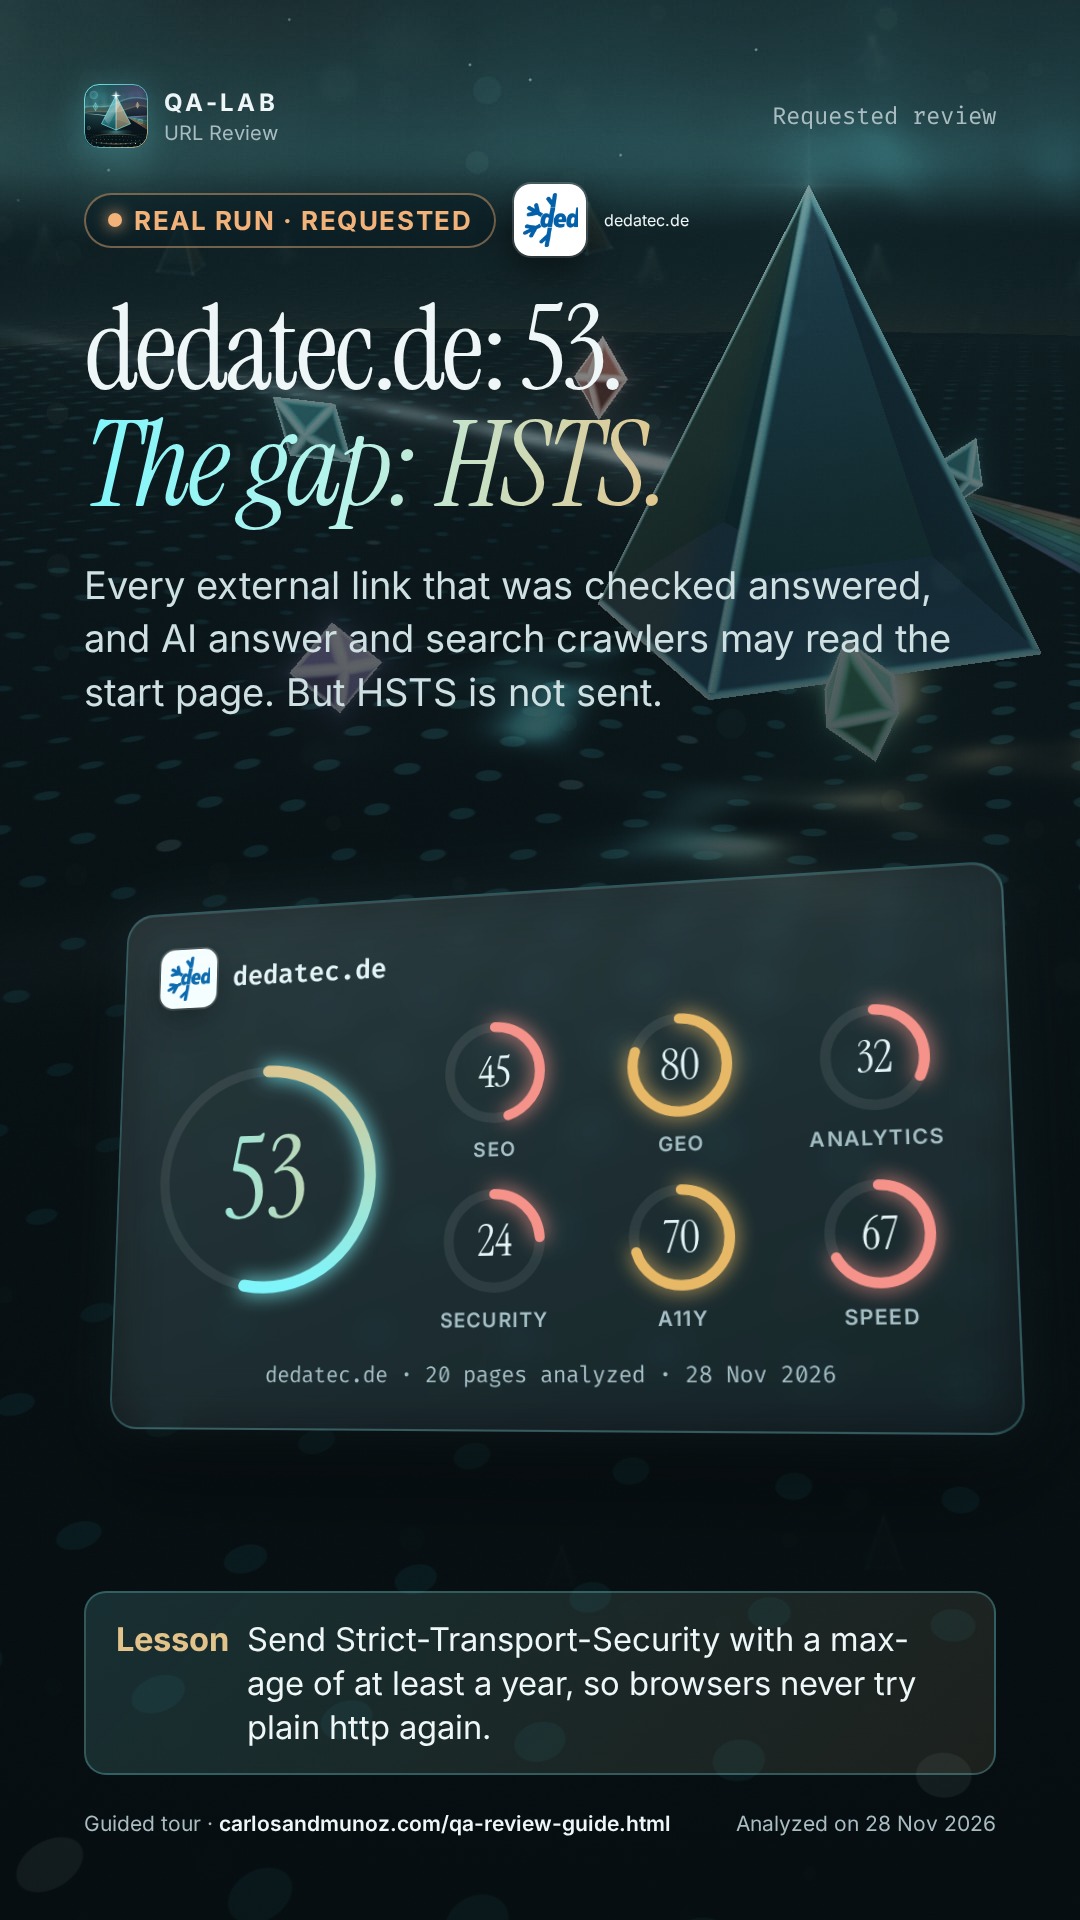 QA-LAB
URL Review
Requested review
REAL RUN · REQUESTED
ded
dedatec.de
dedatec.de: 53.
The gap: HSTS.
Every external link that was checked answered,
and AI answer and search crawlers may read the
start page. But HSTS is not sent.
ded
dedatec.de
53
45
SEO
80
GEO
32
ANALYTICS
24
SECURITY
70
A11Y
67
SPEED
dedatec.de · 20 pages analyzed · 28 Nov 2026
Lesson Send Strict-Transport-Security with a max-
age of at least a year, so browsers never try
plain http again.
Guided tour · carlosandmunoz.com/qa-review-guide.html
Analyzed on 28 Nov 2026